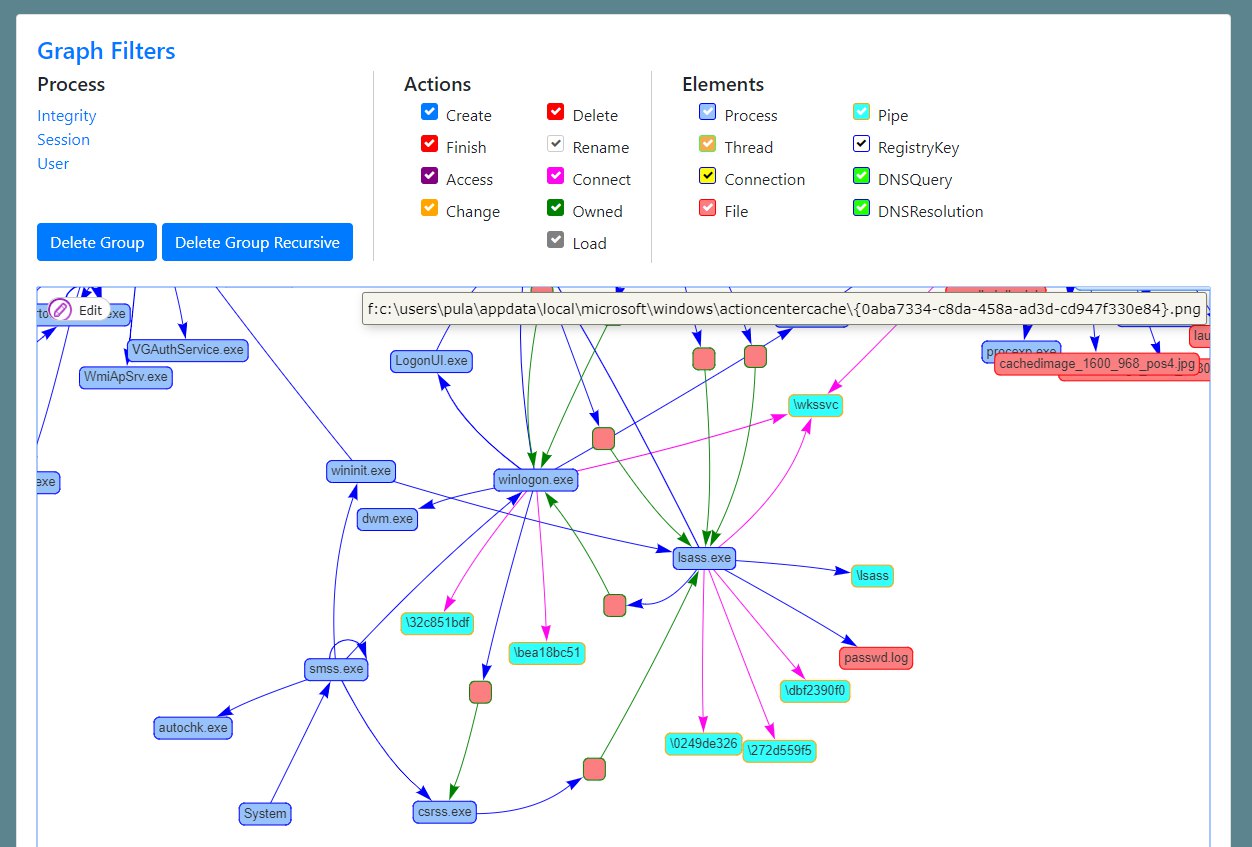 Graph Filters
Process
Integrity
Session
User
Delete Group
Delete Group Recursive
Actions
Create
Delete
Finish
Rename
Access
Connect
Change
Owned
Load
Elements
Process
Pipe
Thread
RegistryKey
Connection
DNSQuery
File
DNSResolution
Edit
exe
f:c:\users\pula\appdata\local\microsoft\windows\actioncentercache\{0aba7334-c8da-458a-ad3d-cd947f330e84}.png
VGAuthService.exe
WmiApSrv.exe
LogonUI.exe
procexp.exe
lau
cachedimage_1600_968_pos4.jpg
\wkssvc
exe
wininit.exe
winlogon.exe
dwm.exe
lsass.exe
\lsass
\32c851bdf
\bea18bc51
passwd.log
smss.exe
\dbf2390f0
autochk.exe
\0249de326
\272d559f5
System
csrss.exe